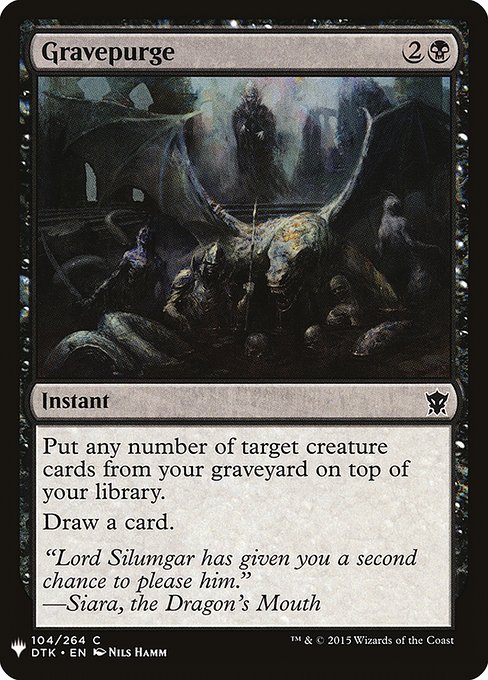 Gravepurge 2
Instant
Put any number of target creature
cards from your graveyard on top of
your library.
Draw a card.
“Lord Silumgar has given you a second
chance to please him.”
—Siara, the Dragon’s Mouth
104/264 C
DTK • EN Nils Hamm
™ & © 2015 Wizards of the Coast